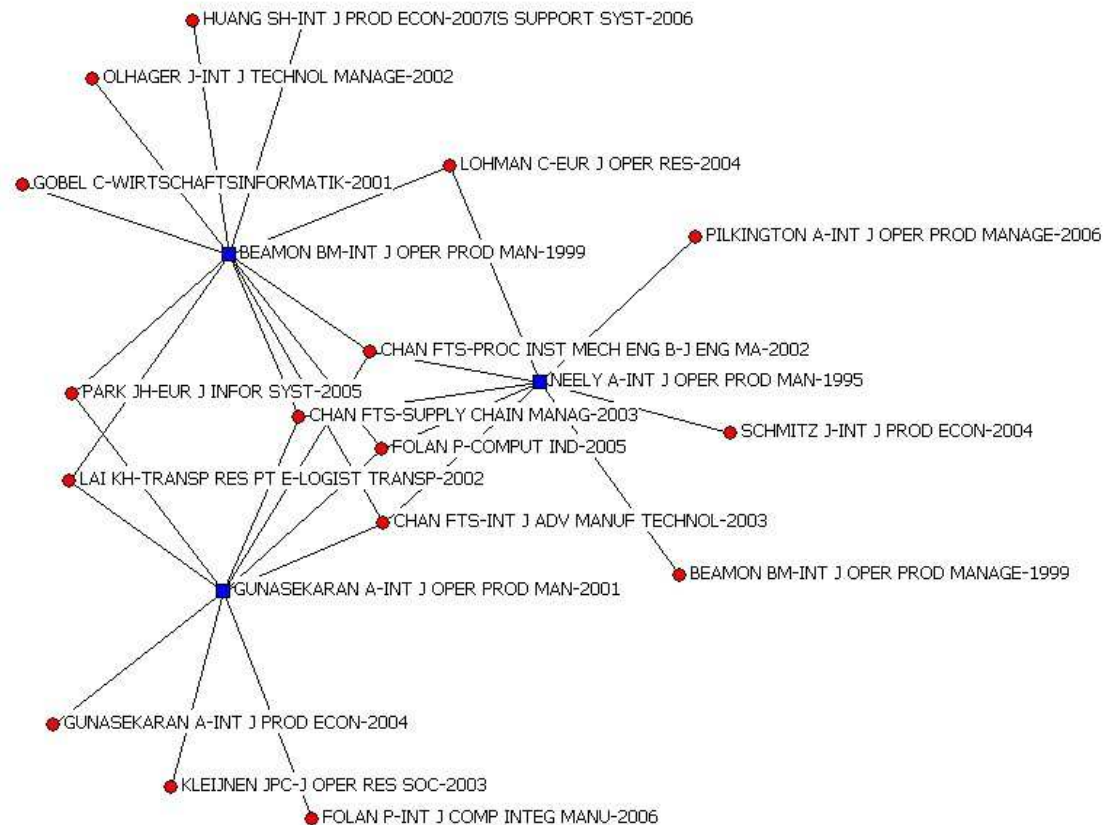 HUANG SH-INT J PROD ECON-2007IS SUPPORT SYST-2006
OLHAGER J-INT J TECHNOL MANAGE-2002
LOHMAN C-EUR J OPER RES-2004
GOBEL C-WIRTSCHAFTSINFORMATIK-2001
PILKINGTON A-INT J OPER PROD MANAGE-2006
BEAMON BM-INT J OPER PROD MAN-1999
CHAN FTS-PROC INST MECH ENG B-J ENG MA-2002
NEELY A-INT J OPER PROD MAN-1995
PARK JH-EUR J INFOR SYST-2005
CHAN FTS-SUPPLY CHAIN MANAG-2003
SCHMITZ J-INT J PROD ECON-2004
FOLAN P-COMPUT IND-2005
LAI KH-TRANSP RES PT E-LOGIST TRANSP-2002
CHAN FTS-INT J ADV MANUF TECHNOL-2003
BEAMON BM-INT J OPER PROD MANAGE-1999
GUNASEKARAN A-INT J OPER PROD MAN-2001
GUNASEKARAN A-INT J PROD ECON-2004
KLEIJNEN JPC-J OPER RES SOC-2003
FOLAN P-INT J COMP INTEG MANU-2006